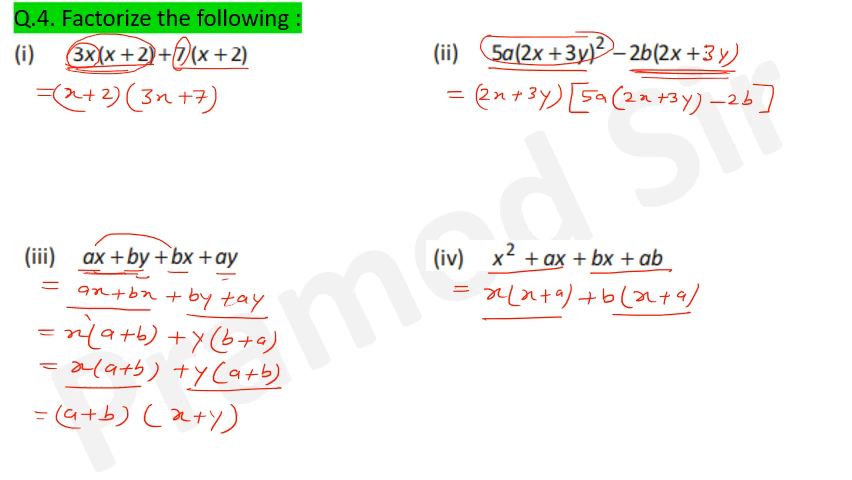 Q.4. Factorize the following :
(i) 3x(x + 2) + 7(x + 2)
= (x + 2) (3x + 7)
(ii) 5a(2x + 3y)² – 2b(2x + 3y)
= (2x + 3y) [5a (2x + 3y) – 2b]
(iii) ax + by + bx + ay
= ax + bx + by + ay
= x(a + b) + y(b + a)
= x(a + b) + y(a + b)
= (a + b) (x + y)
(iv) x² + ax + bx + ab
= x(x + a) + b(x + a)
Pramod Sir